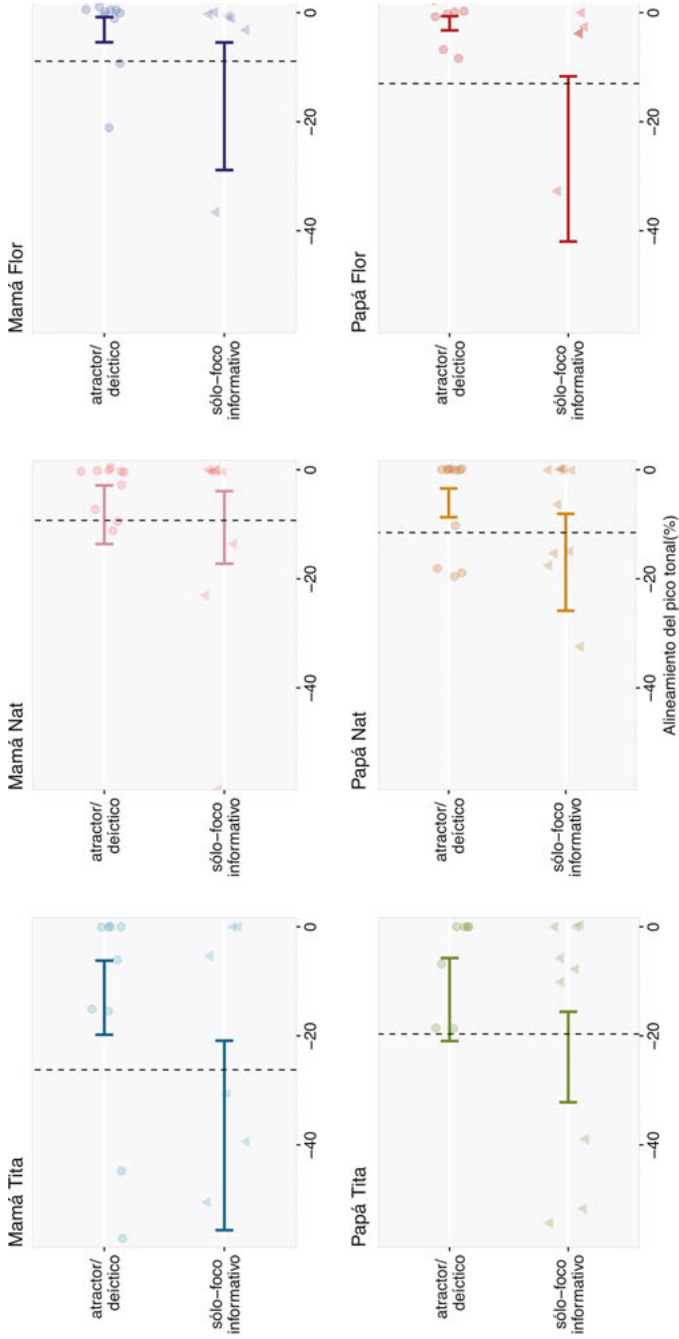 Mamá Tita
atractor/
deíctico
sólo−foco
informativo
−40 −20 0
Mamá Nat
atractor/
deíctico
sólo−foco
informativo
−40 −20 0
Mamá Flor
atractor/
deíctico
sólo−foco
informativo
−40 −20 0
Papá Tita
atractor/
deíctico
sólo−foco
informativo
−40 −20 0
Papá Nat
atractor/
deíctico
sólo−foco
informativo
−40 −20 0
Papá Flor
atractor/
deíctico
sólo−foco
informativo
−40 −20 0
Alineamiento del pico tonal(%)